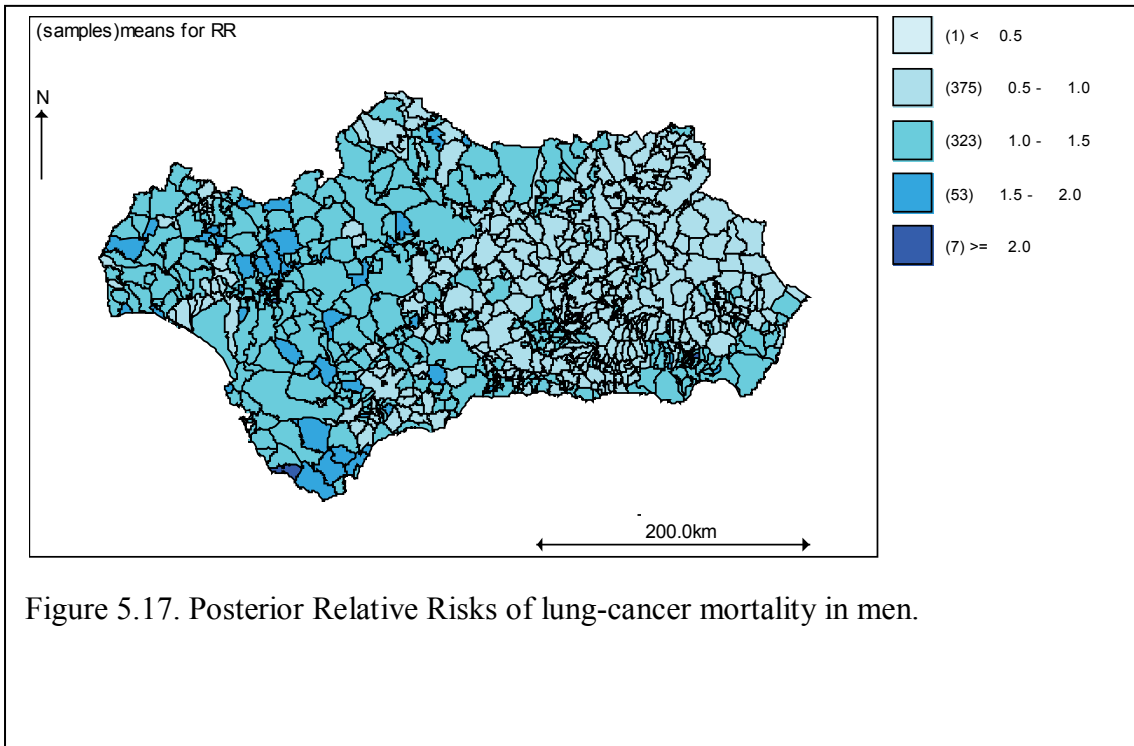 (samples)means for RR
N
200.0km
(1) < 0.5
(375) 0.5 - 1.0
(323) 1.0 - 1.5
(53) 1.5 - 2.0
(7) >= 2.0
Figure 5.17. Posterior Relative Risks of lung-cancer mortality in men.